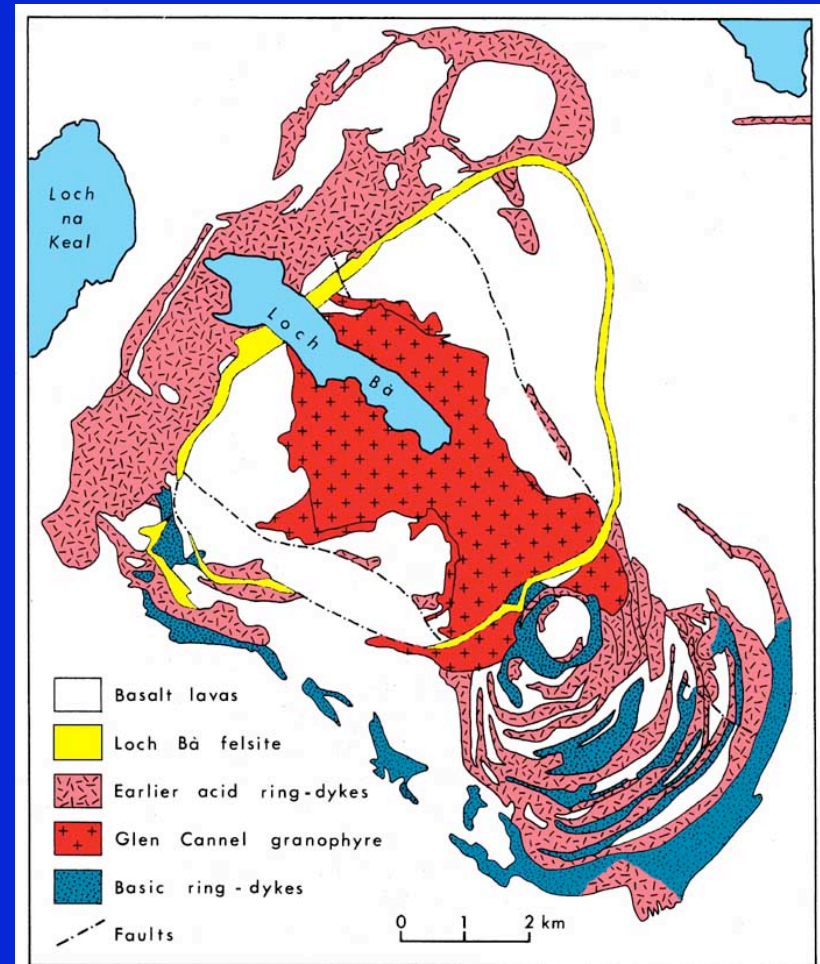 Loch
na
Keal
Loch
Bà
Basalt lavas
Loch Bà felsite
Earlier acid ring-dykes
Glen Cannel granophyre
Basic ring-dykes
Faults
0 1 2 km